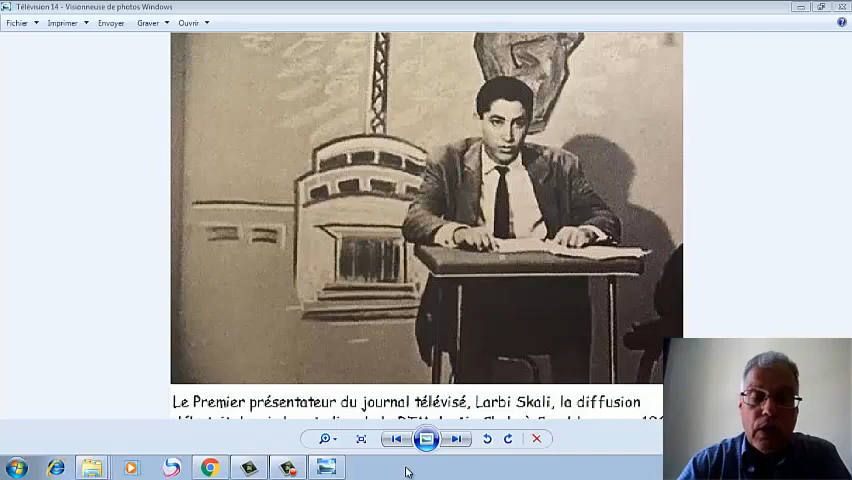 Télévision 14 - Visionneuse de photos Windows
Fichier Imprimer Envoyer Graver Ouvrir
Le Premier présentateur du journal télévisé, Larbi Skali, la diffusion